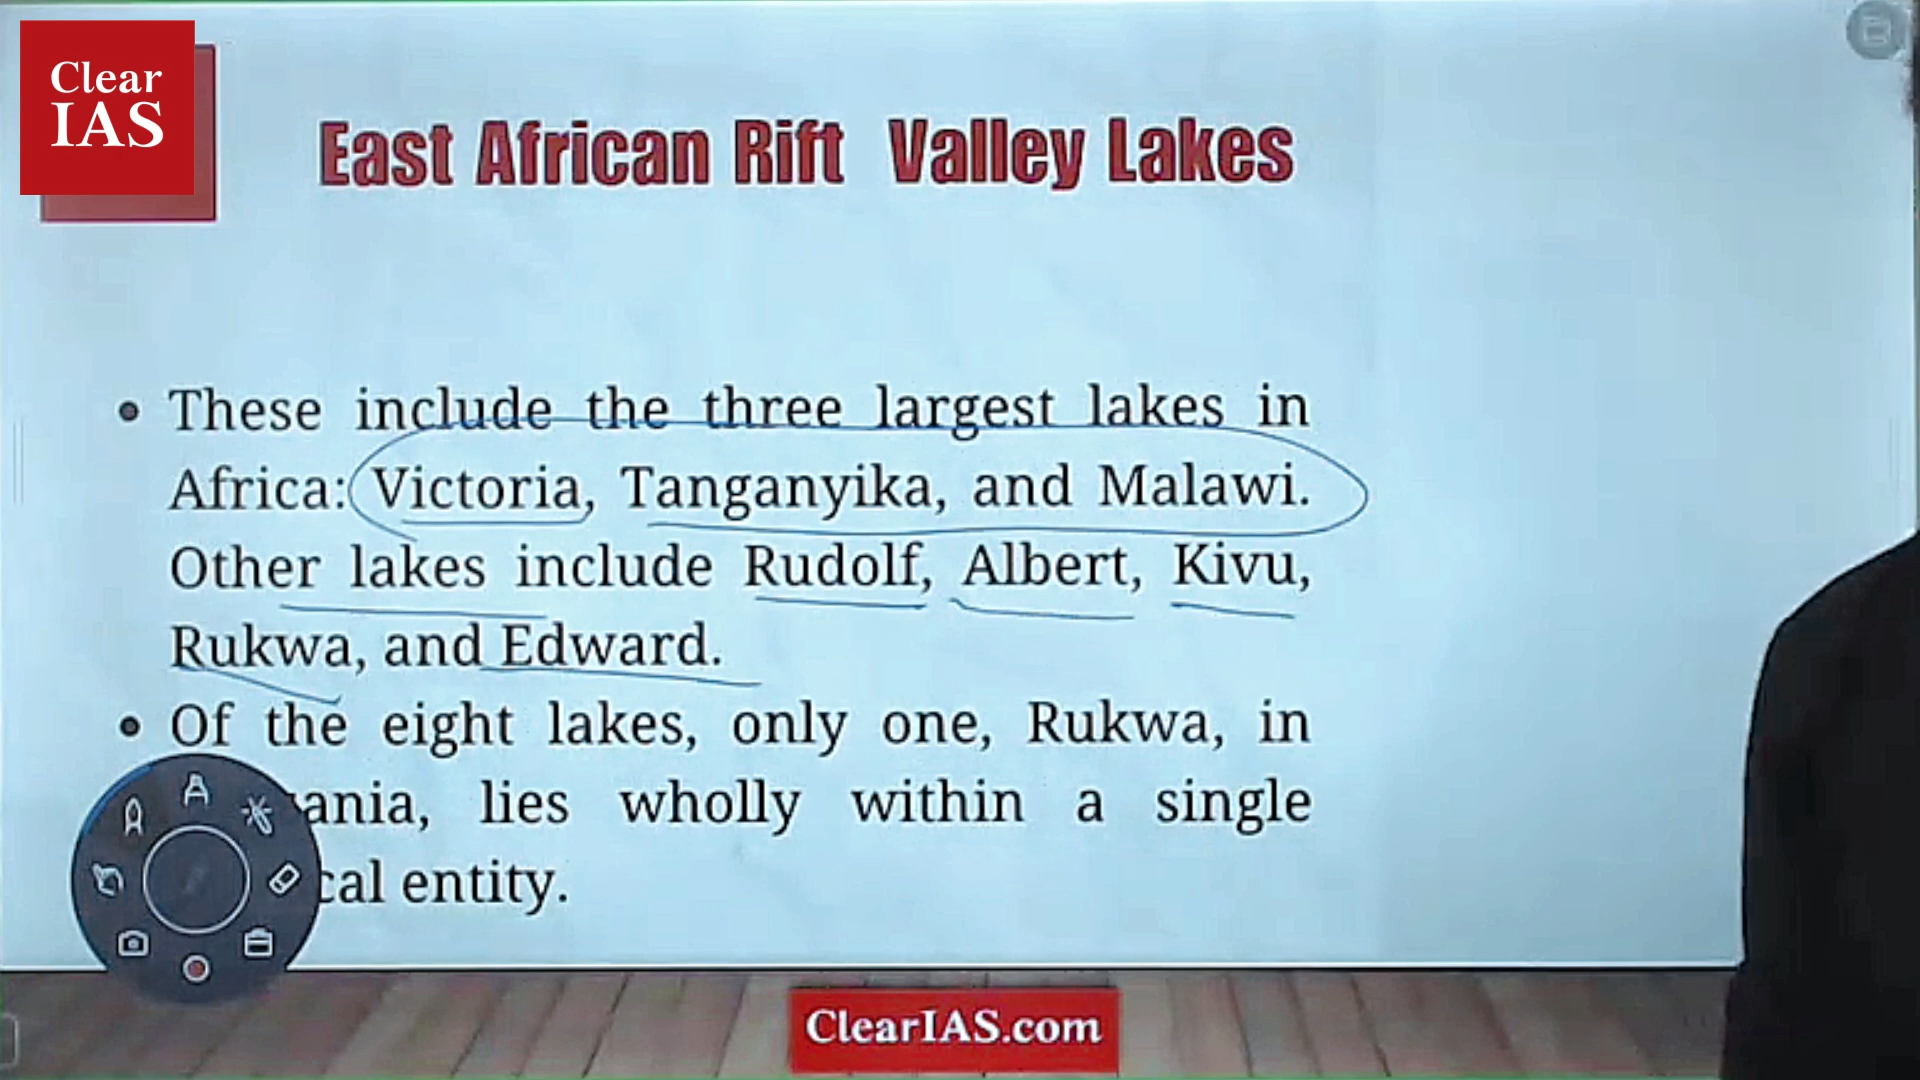 Clear
IAS
East African Rift Valley Lakes
• These include the three largest lakes in
Africa: Victoria, Tanganyika, and Malawi.
Other lakes include Rudolf, Albert, Kivu,
Rukwa, and Edward.
• Of the eight lakes, only one, Rukwa, in
ania, lies wholly within a single
cal entity.
ClearIAS.com